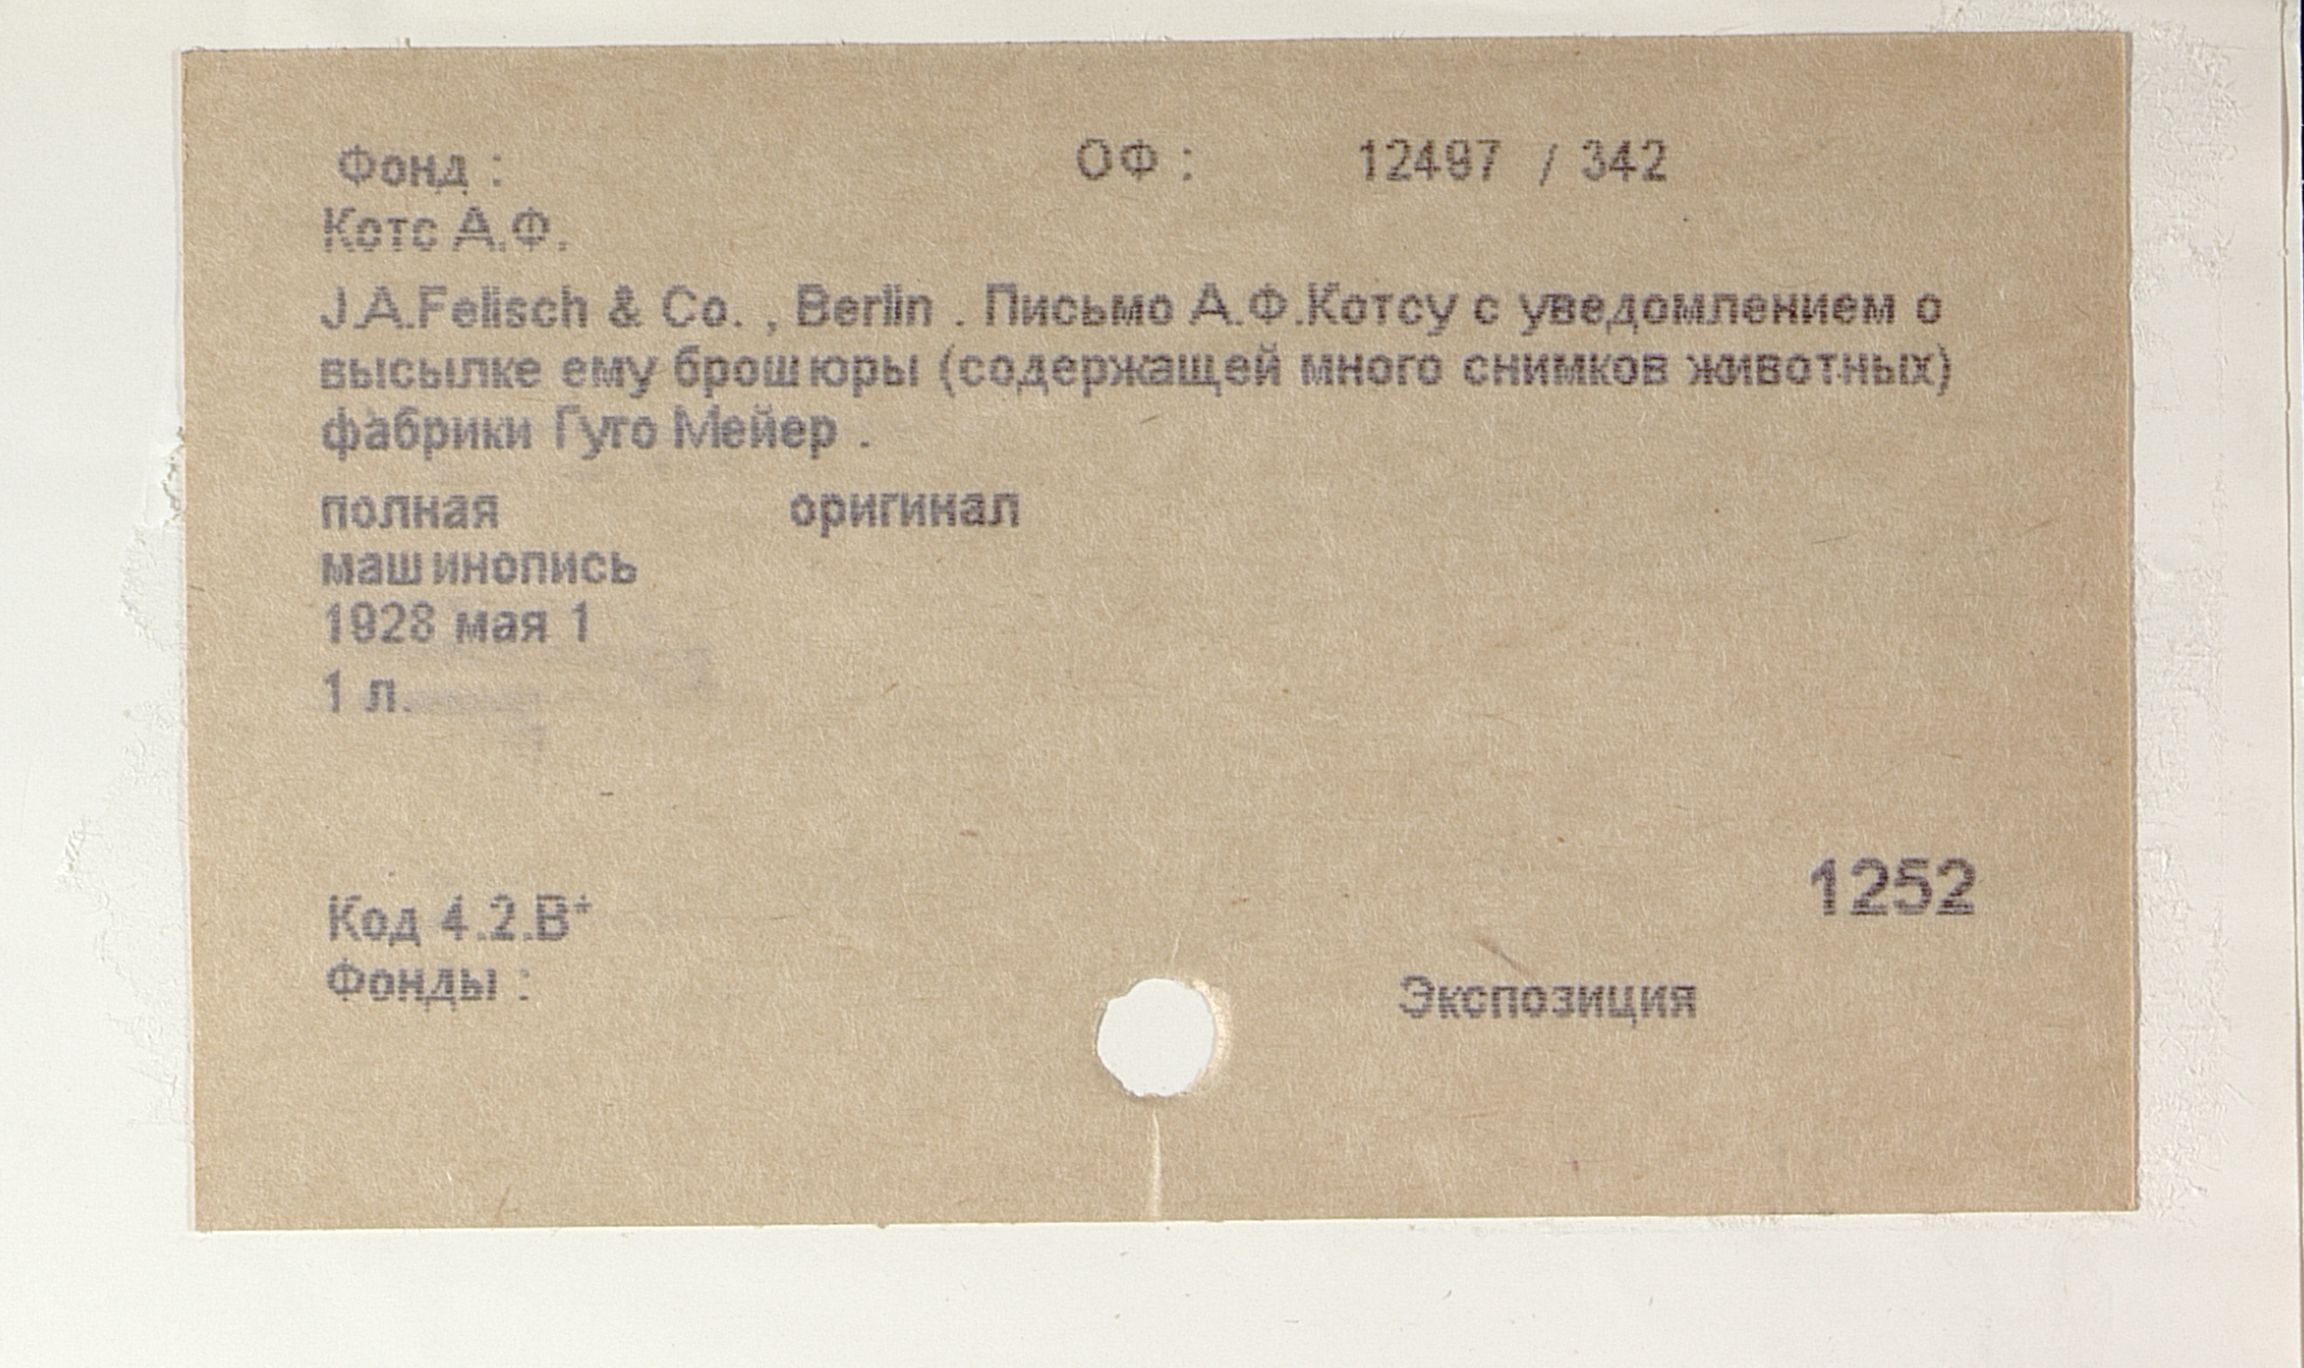 Фонд :    ОФ :    12497 / 342
Котс А.Ф.
J.A.Felisch & Co. , Berlin . Письмо А.Ф.Котсу с уведомлением о
высылке ему брошюры (содержащей много снимков животных)
фабрики Гуго Мейер .
полная    оригинал
машинопись
1928 мая 1
1 л.
1252
Код 4.2.В+
Фонды :    Экспозиция